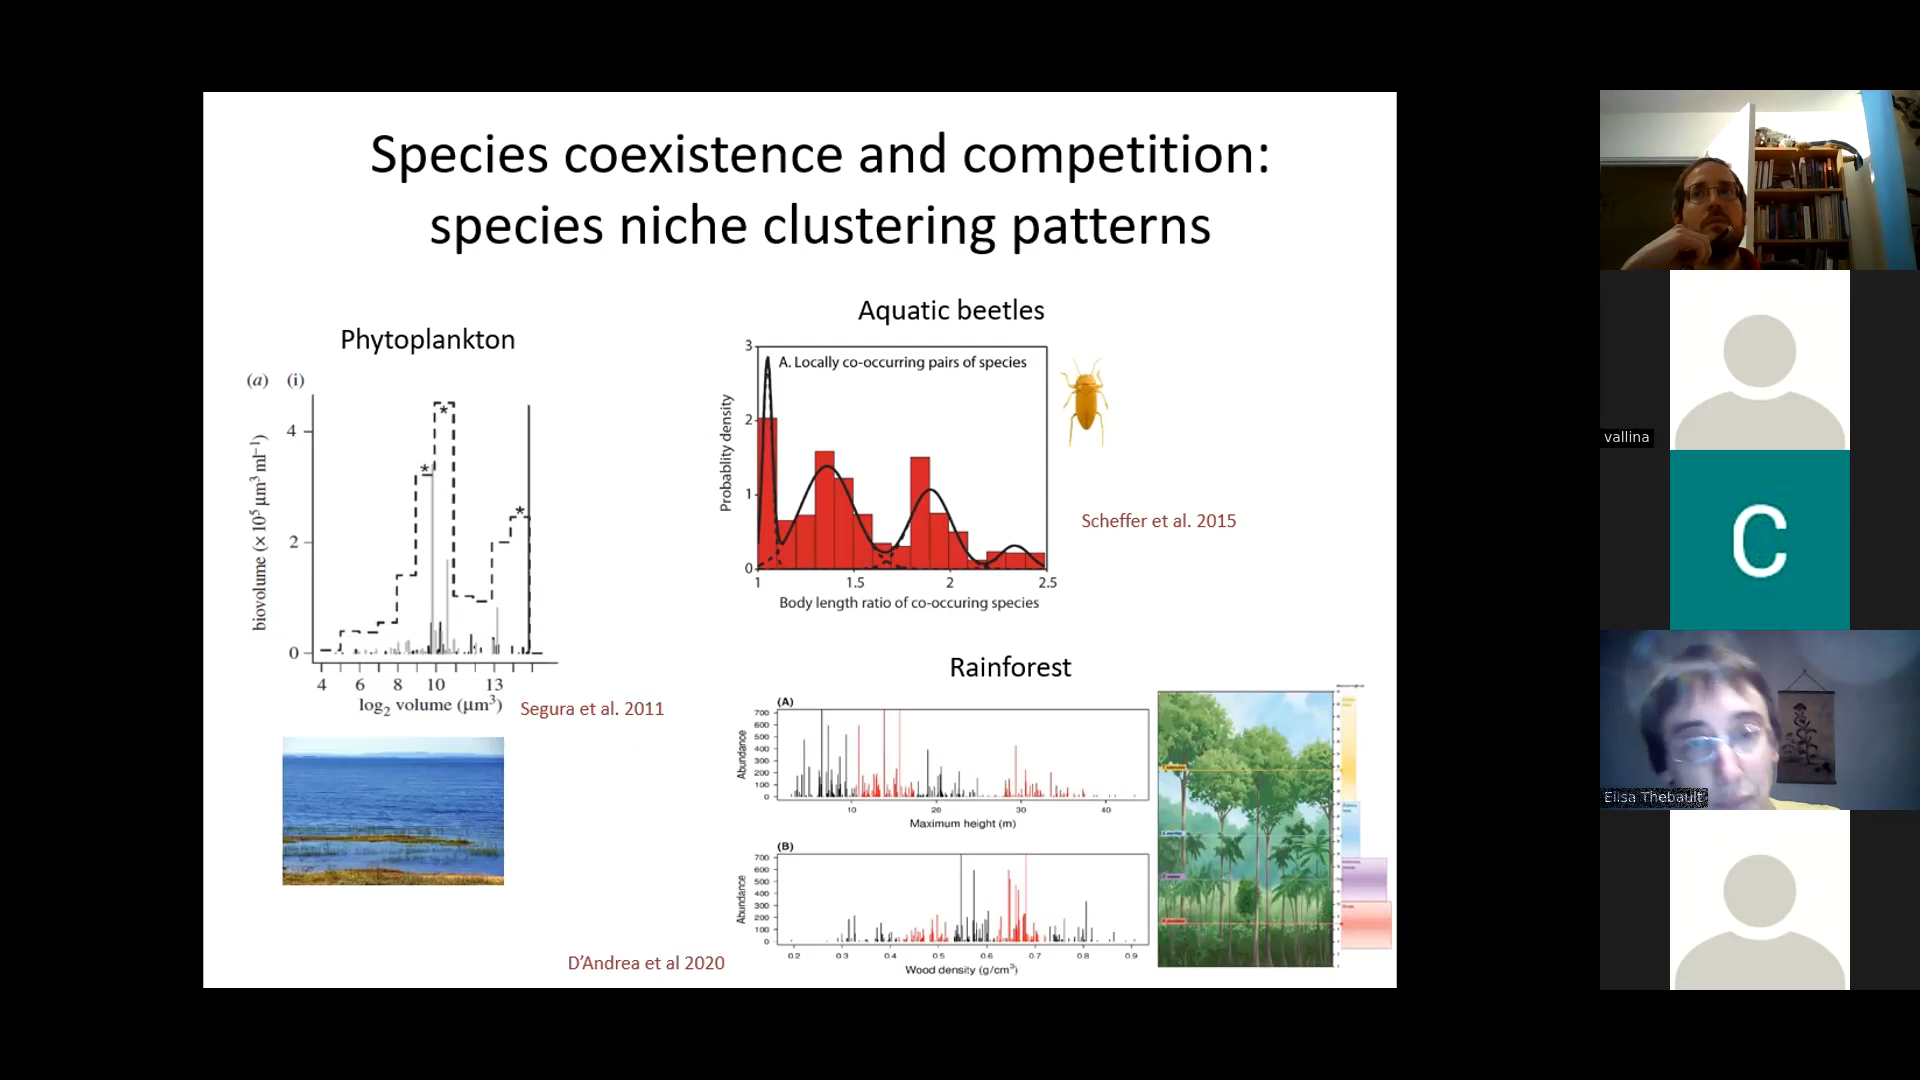 Species coexistence and competition:
species niche clustering patterns
Phytoplankton
(a) (i)
biovolume (× 10⁵ µm³ ml⁻¹)
4
2
0
*
*
*
4 6 8 10 13
log₂ volume (µm³)
Segura et al. 2011
Aquatic beetles
A. Locally co-occurring pairs of species
Probablity density
3
2
1
0
1 1.5 2 2.5
Body length ratio of co-occuring species
Scheffer et al. 2015
Rainforest
(A)
Abundance
700
600
500
400
300
200
100
0
10 20 30 40
Maximum height (m)
(B)
Abundance
700
600
500
400
300
200
100
0
0.2 0.3 0.4 0.5 0.6 0.7 0.8 0.9
Wood density (g/cm³)
D’Andrea et al 2020
vallina
C
Elisa Thebault